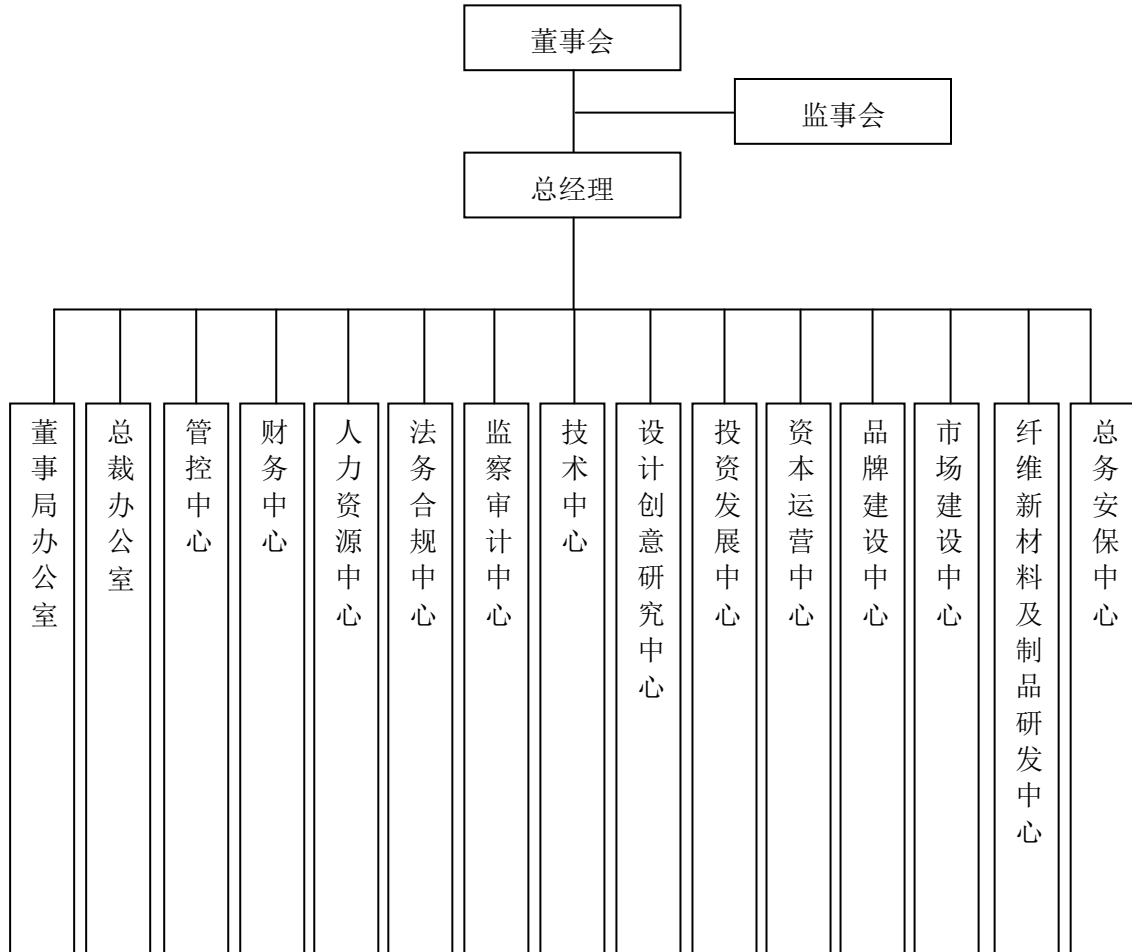 董事会
监事会
总经理
董事局办公室
总裁办公室
管控中心
财务中心
人力资源中心
法务合规中心
监察审计中心
技术中心
设计创意研究中心
投资发展中心
资本运营中心
品牌建设中心
市场建设中心
纤维新材料及制品研发中心
总务安保中心